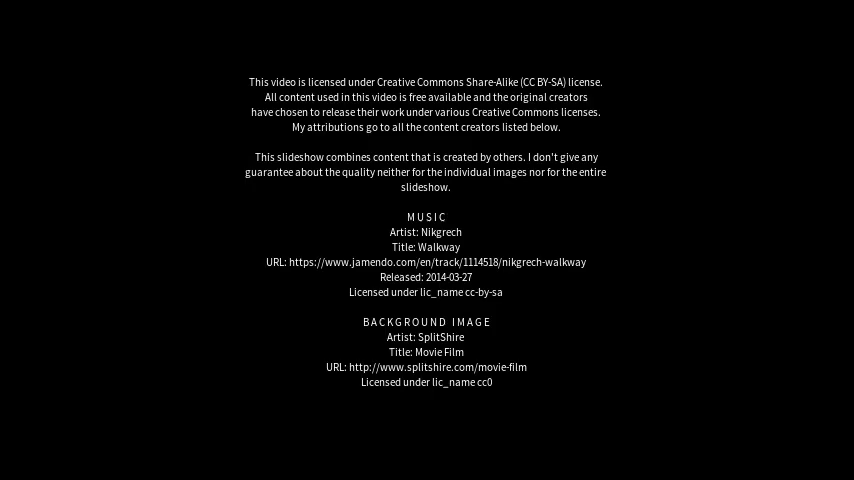 This video is licensed under Creative Commons Share-Alike (CC BY-SA) license.
All content used in this video is free available and the original creators
have chosen to release their work under various Creative Commons licenses.
My attributions go to all the content creators listed below.
This slideshow combines content that is created by others. I don't give any
guarantee about the quality neither for the individual images nor for the entire
slideshow.
MUSIC
Artist: Nikgrech
Title: Walkway
URL: https://www.jamendo.com/en/track/1114518/nikgrech-walkway
Released: 2014-03-27
Licensed under lic_name cc-by-sa
BACKGROUND IMAGE
Artist: SplitShire
Title: Movie Film
URL: http://www.splitshire.com/movie-film
Licensed under lic_name cc0